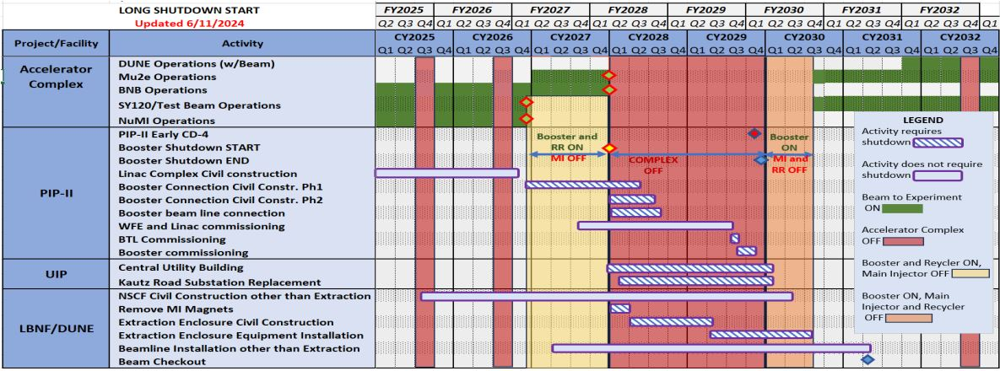 LONG SHUTDOWN START
Updated 6/11/2024
FY2025 FY2026 FY2027 FY2028 FY2029 FY2030 FY2031 FY2032
Q2 Q3 Q4 Q1 Q2 Q3 Q4 Q1 Q2 Q3 Q4 Q1 Q2 Q3 Q4 Q1 Q2 Q3 Q4 Q1 Q2 Q3 Q4 Q1 Q2 Q3 Q4 Q1 Q2 Q3 Q4 Q1
Project/Facility Activity CY2025 CY2026 CY2027 CY2028 CY2029 CY2030 CY2031 CY2032
Q1 Q2 Q3 Q4 Q1 Q2 Q3 Q4 Q1 Q2 Q3 Q4 Q1 Q2 Q3 Q4 Q1 Q2 Q3 Q4 Q1 Q2 Q3 Q4 Q1 Q2 Q3 Q4 Q1 Q2 Q3 Q4
Accelerator Complex
DUNE Operations (w/Beam)
Mu2e Operations
BNB Operations
SY120/Test Beam Operations
NuMI Operations
PIP-II
PIP-II Early CD-4
Booster Shutdown START
Booster Shutdown END
Linac Complex Civil construction
Booster Connection Civil Constr. Ph1
Booster Connection Civil Constr. Ph2
Booster beam line connection
WFE and Linac commissioning
BTL Commissioning
Booster commissioning
UIP
Central Utility Building
Kautz Road Substation Replacement
LBNF/DUNE
NSCF Civil Construction other than Extraction
Remove MI Magnets
Extraction Enclosure Civil Construction
Extraction Enclosure Equipment Installation
Beamline Installation other than Extraction
Beam Checkout
Booster and
RR ON
MI OFF
COMPLEX
OFF
Booster
ON
MI and
RR OFF
LEGEND
Activity requires
shutdown
Activity does not require
shutdown
Beam to Experiment
ON
Accelerator Complex
OFF
Booster and Reycler ON,
Main Injector OFF
Booster ON, Main
Injector and Recycler
OFF